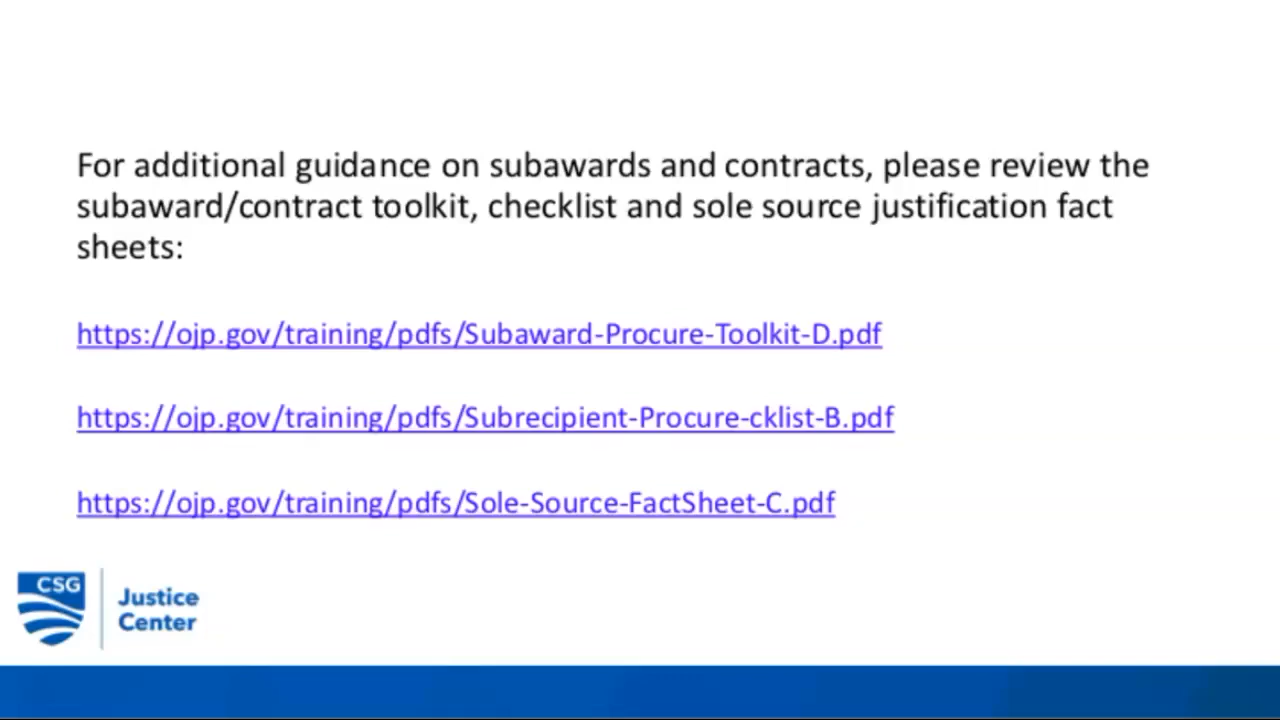 For additional guidance on subawards and contracts, please review the
subaward/contract toolkit, checklist and sole source justification fact
sheets:
https://ojp.gov/training/pdfs/Subaward-Procure-Toolkit-D.pdf
https://ojp.gov/training/pdfs/Subrecipient-Procure-cklist-B.pdf
https://ojp.gov/training/pdfs/Sole-Source-FactSheet-C.pdf
CSG
Justice
Center